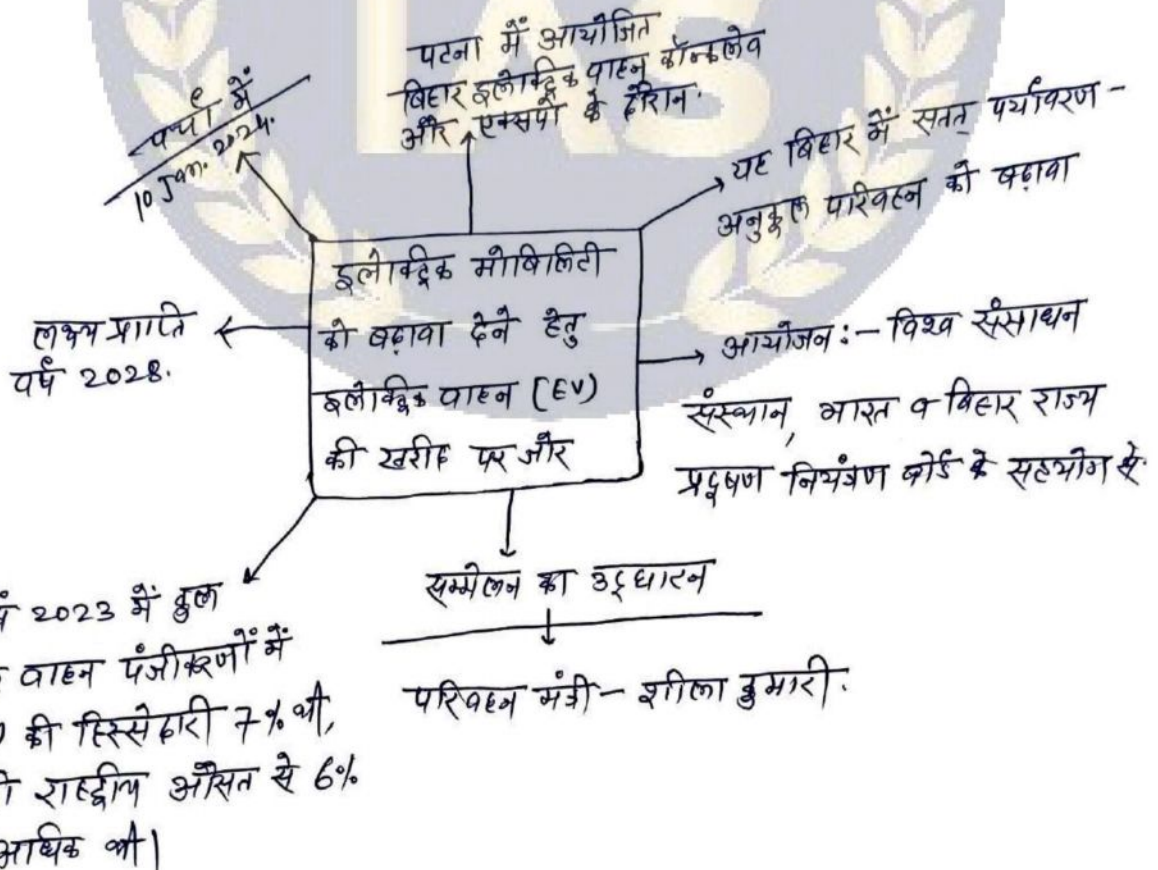 IAS
चर्चा में
10 Jan. 2024.
पटना में आयोजित
बिहार इलेक्ट्रिक वाहन कॉन्क्लेव
और एक्सपो के दौरान.
यह बिहार में सतत् पर्यावरण -
अनुकूल परिवहन को बढ़ावा
इलेक्ट्रिक मोबिलिटी
को बढ़ावा देने हेतु
इलेक्ट्रिक वाहन (EV)
की खरीद पर जोर
लक्ष्य प्राप्ति
वर्ष 2028.
आयोजन :- विश्व संसाधन
संस्थान, भारत व बिहार राज्य
प्रदूषण नियंत्रण बोर्ड के सहयोग से.
सम्मेलन का उद्घाटन
परिवहन मंत्री - शीला कुमारी.
2023 में कुल
वाहन पंजीकरणों में
की हिस्सेदारी 7% थी,
राष्ट्रीय औसत से 6%
अधिक थी|